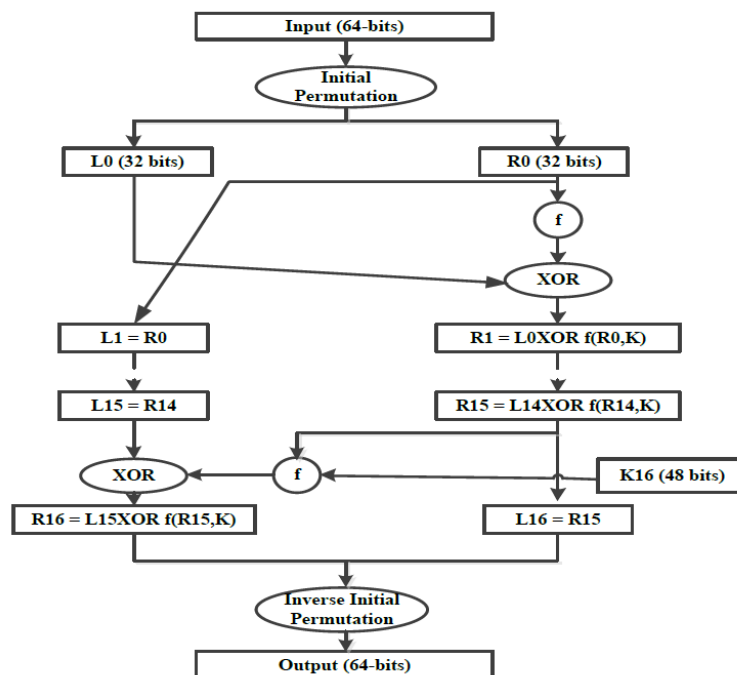 Input (64-bits)
Initial
Permutation
L0 (32 bits)
R0 (32 bits)
f
XOR
L1 = R0
R1 = L0XOR f(R0,K)
L15 = R14
R15 = L14XOR f(R14,K)
XOR
f
K16 (48 bits)
R16 = L15XOR f(R15,K)
L16 = R15
Inverse Initial
Permutation
Output (64-bits)